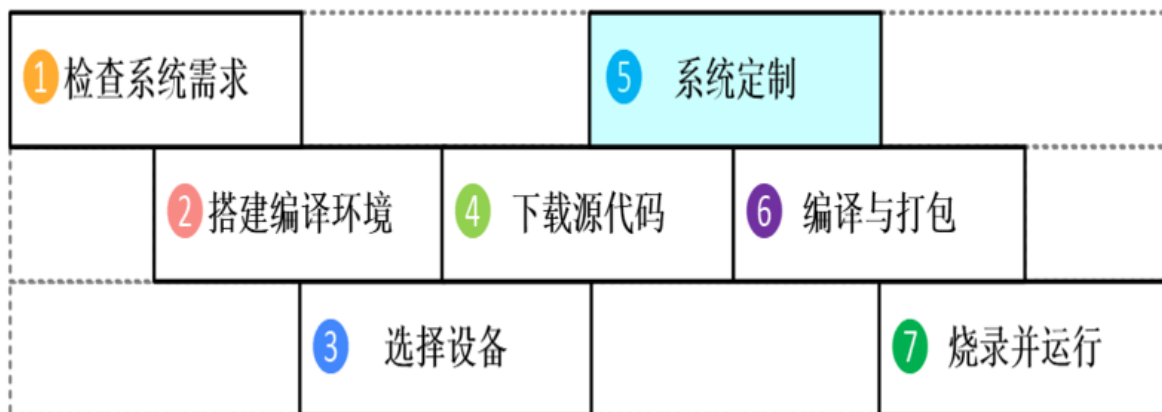 1 检查系统需求
5 系统定制
2 搭建编译环境
4 下载源代码
6 编译与打包
3 选择设备
7 烧录并运行